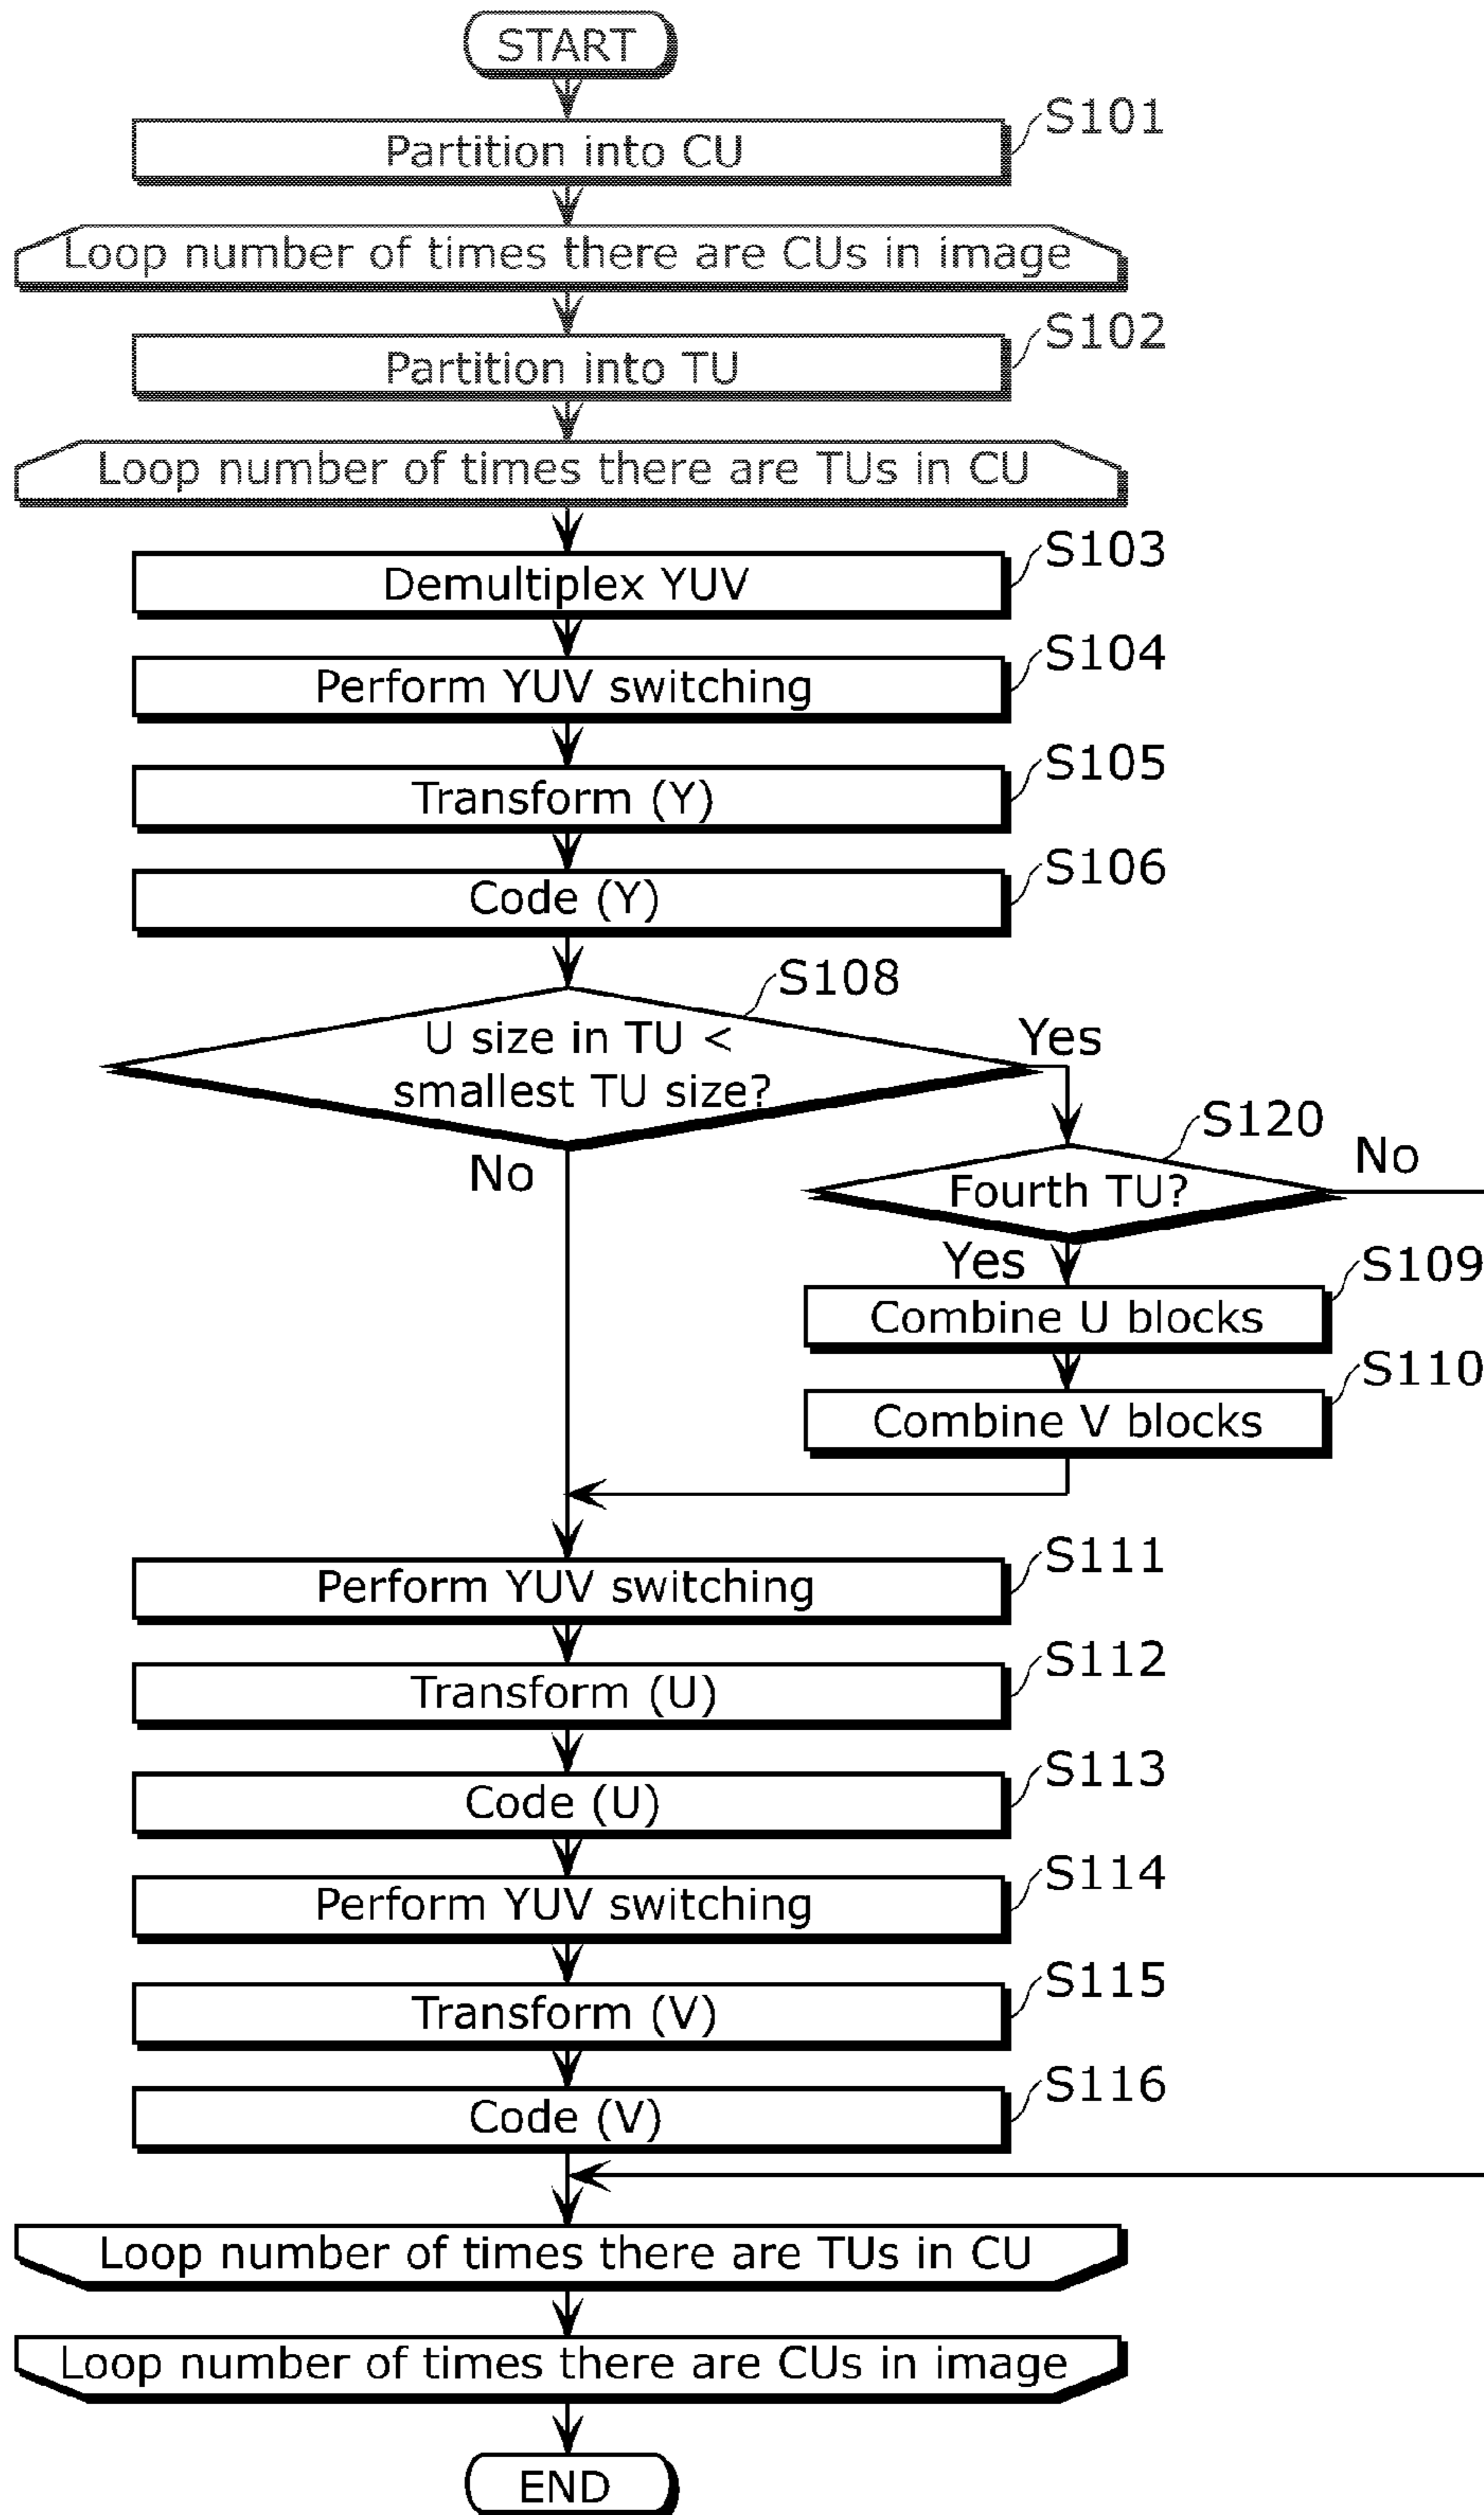 START
S101
Partition into CU
Loop number of times there are CUs in image
S102
Partition into TU
Loop number of times there are TUs in CU
S103
Demultiplex YUV
S104
Perform YUV switching
S105
Transform (Y)
S106
Code (Y)
S108
U size in TU <
smallest TU size?
Yes
No
S120
Fourth TU?
No
Yes
S109
Combine U blocks
S110
Combine V blocks
S111
Perform YUV switching
S112
Transform (U)
S113
Code (U)
S114
Perform YUV switching
S115
Transform (V)
S116
Code (V)
Loop number of times there are TUs in CU
Loop number of times there are CUs in image
END